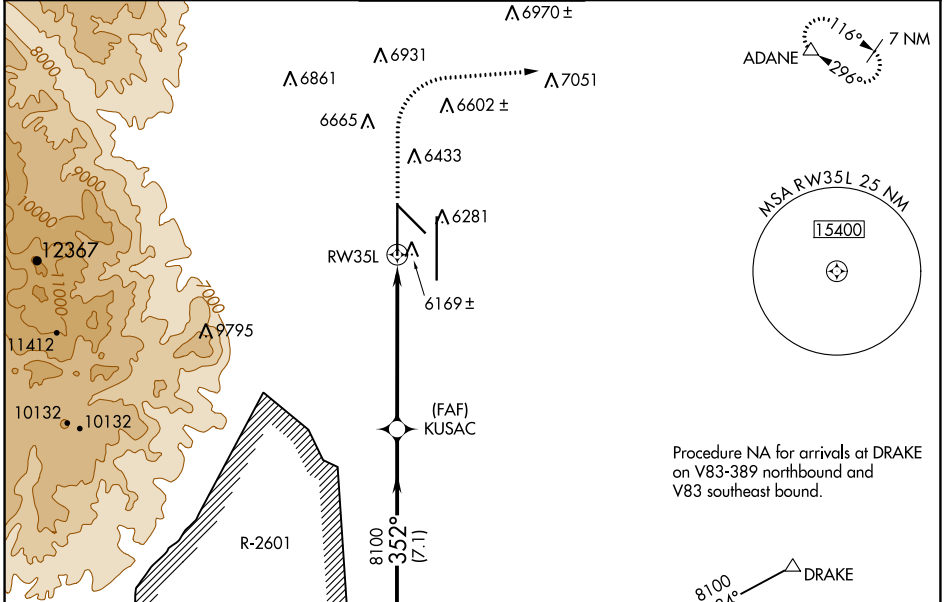 6970 ±
116°
7 NM
ADANE
296°
8000
6931
6861
7051
6602 ±
6665
6433
9000
10000
MSA RW35L 25 NM
15400
6281
12367
RW35L
11000
6169 ±
7000
9795
11412
10132
10132
(FAF)
KUSAC
Procedure NA for arrivals at DRAKE
on V83-389 northbound and
V83 southeast bound.
R-2601
8100
352°
(7.1)
8100
DRAKE